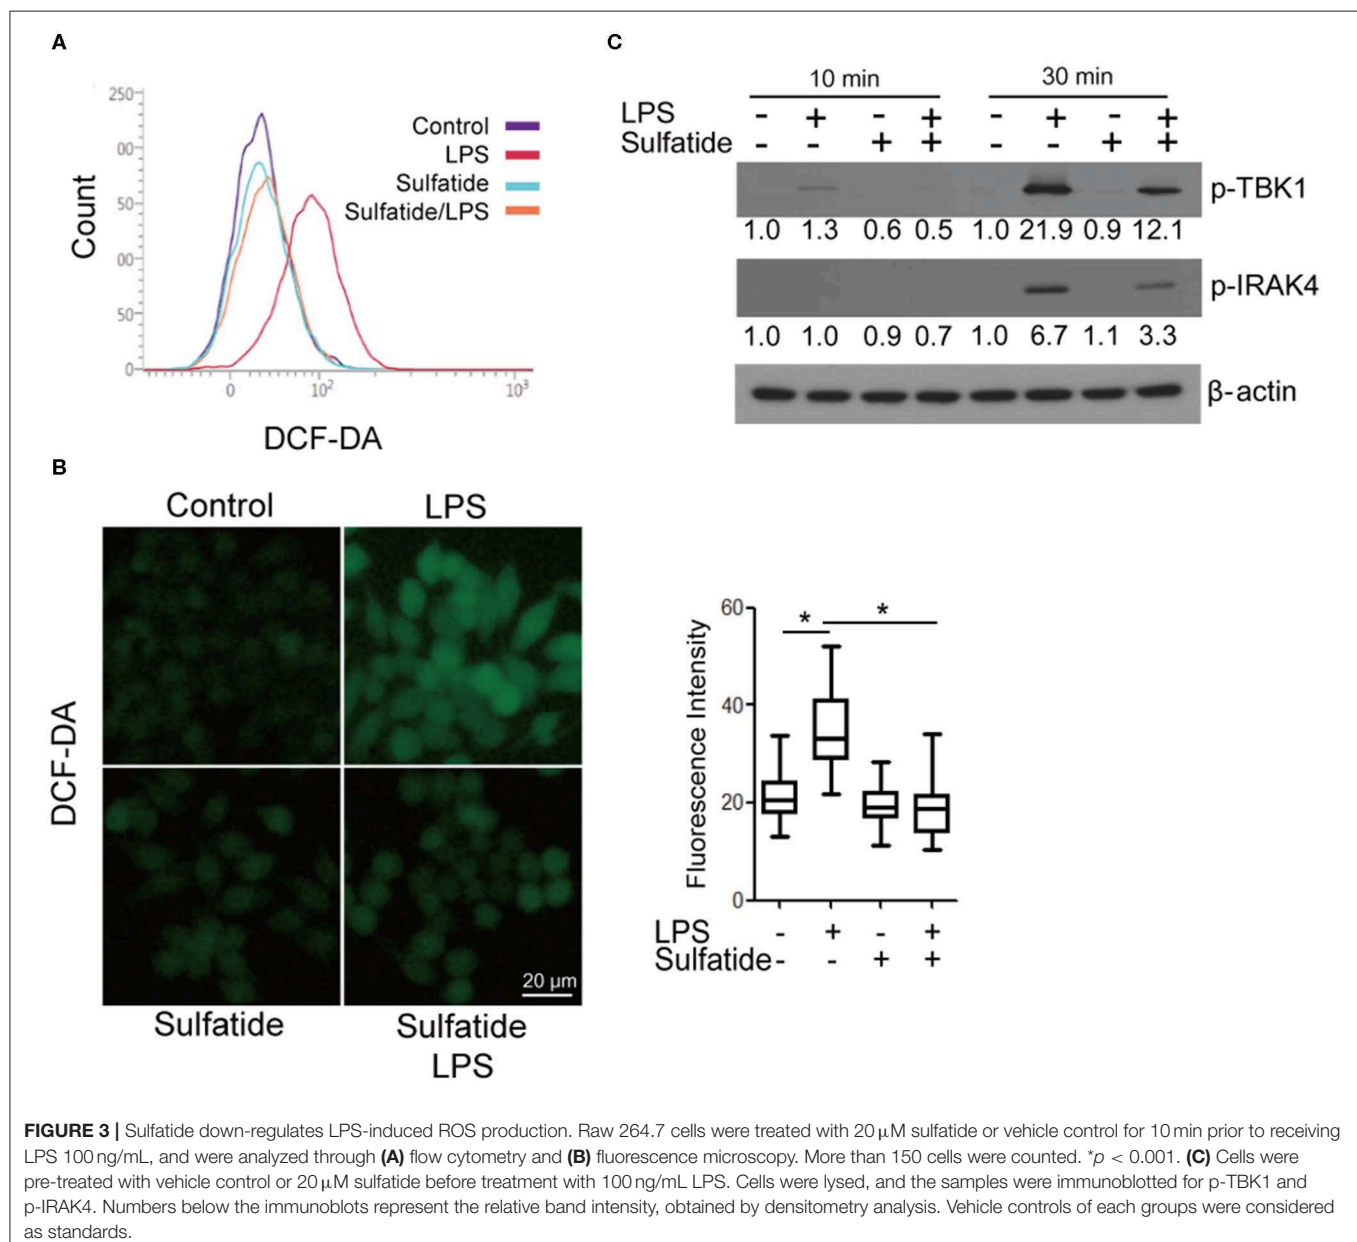 A
250
00
50
00
50
0
Count
Control
LPS
Sulfatide
Sulfatide/LPS
0 10² 10³
DCF-DA
C
10 min 30 min
LPS - + - + - + - +
Sulfatide - - + + - - + +
p-TBK1
1.0 1.3 0.6 0.5 1.0 21.9 0.9 12.1
p-IRAK4
1.0 1.0 0.9 0.7 1.0 6.7 1.1 3.3
β-actin
B
Control LPS
DCF-DA
20 µm
Sulfatide Sulfatide
LPS
* *
60
40
20
0
Fluorescence Intensity
LPS - + - +
Sulfatide - - + +
FIGURE 3 | Sulfatide down-regulates LPS-induced ROS production. Raw 264.7 cells were treated with 20 µM sulfatide or vehicle control for 10 min prior to receiving
LPS 100 ng/mL, and were analyzed through (A) flow cytometry and (B) fluorescence microscopy. More than 150 cells were counted. *p < 0.001. (C) Cells were
pre-treated with vehicle control or 20 µM sulfatide before treatment with 100 ng/mL LPS. Cells were lysed, and the samples were immunoblotted for p-TBK1 and
p-IRAK4. Numbers below the immunoblots represent the relative band intensity, obtained by densitometry analysis. Vehicle controls of each groups were considered
as standards.